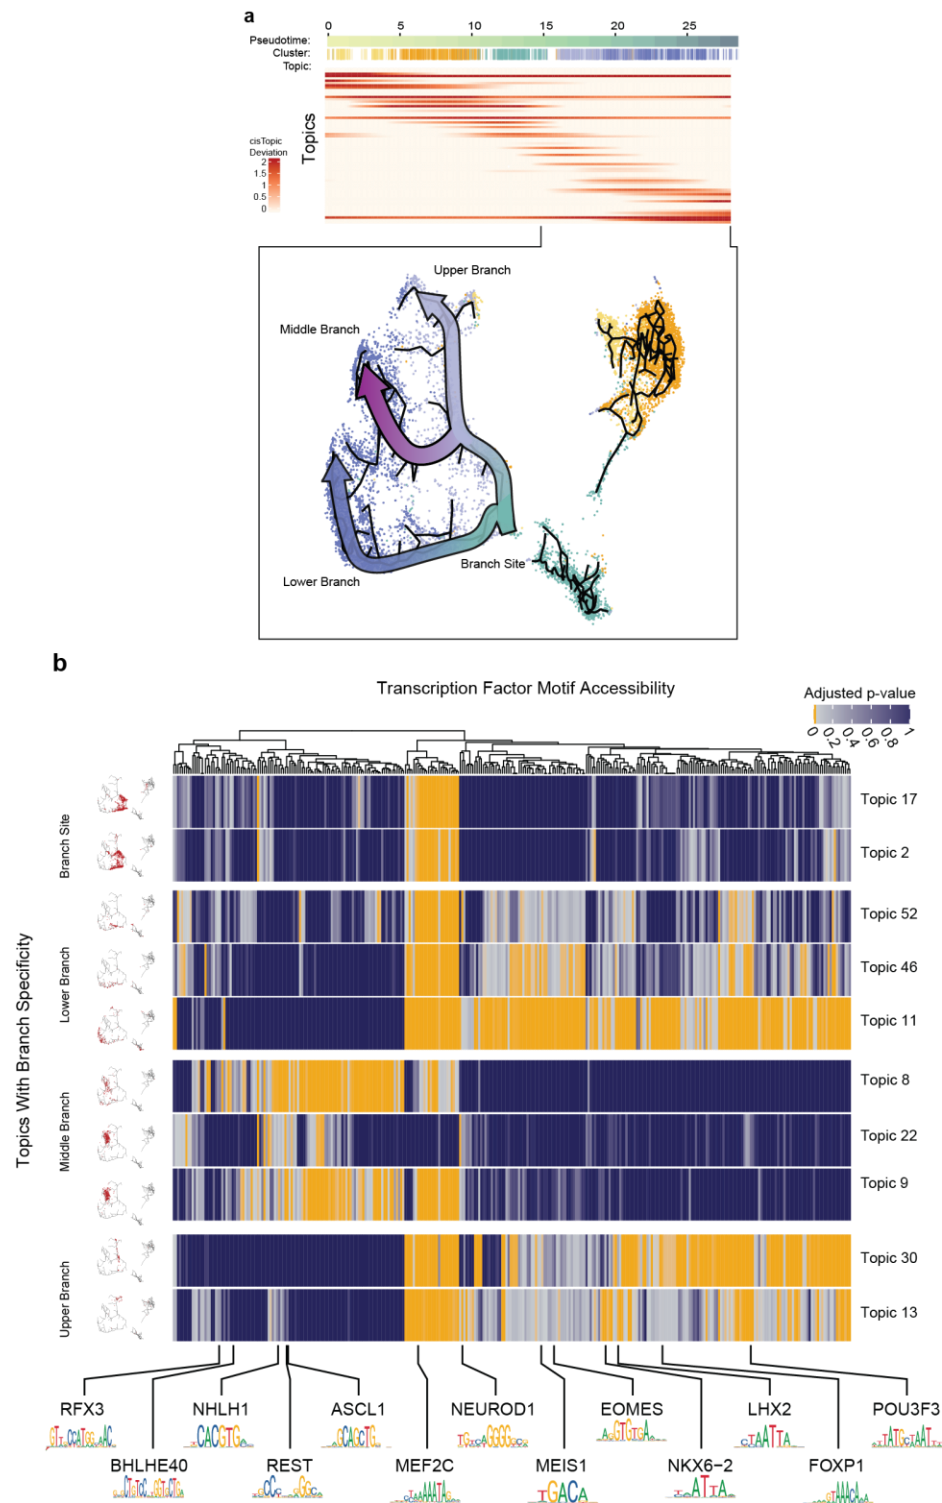 a
0 5 10 15 20 25
Pseudotime:
Cluster:
Topic:
Topics
cisTopic
Deviation
2
1.5
1
0.5
0
Upper Branch
Middle Branch
Branch Site
Lower Branch
b
Transcription Factor Motif Accessibility
Adjusted p-value
0 0.2 0.4 0.6 0.8 1
Topics With Branch Specificity
Branch Site
Topic 17
Topic 2
Lower Branch
Topic 52
Topic 46
Topic 11
Middle Branch
Topic 8
Topic 22
Topic 9
Upper Branch
Topic 30
Topic 13
RFX3 NHLH1 ASCL1 NEUROD1 EOMES LHX2 POU3F3
BHLHE40 REST MEF2C MEIS1 NKX6-2 FOXP1